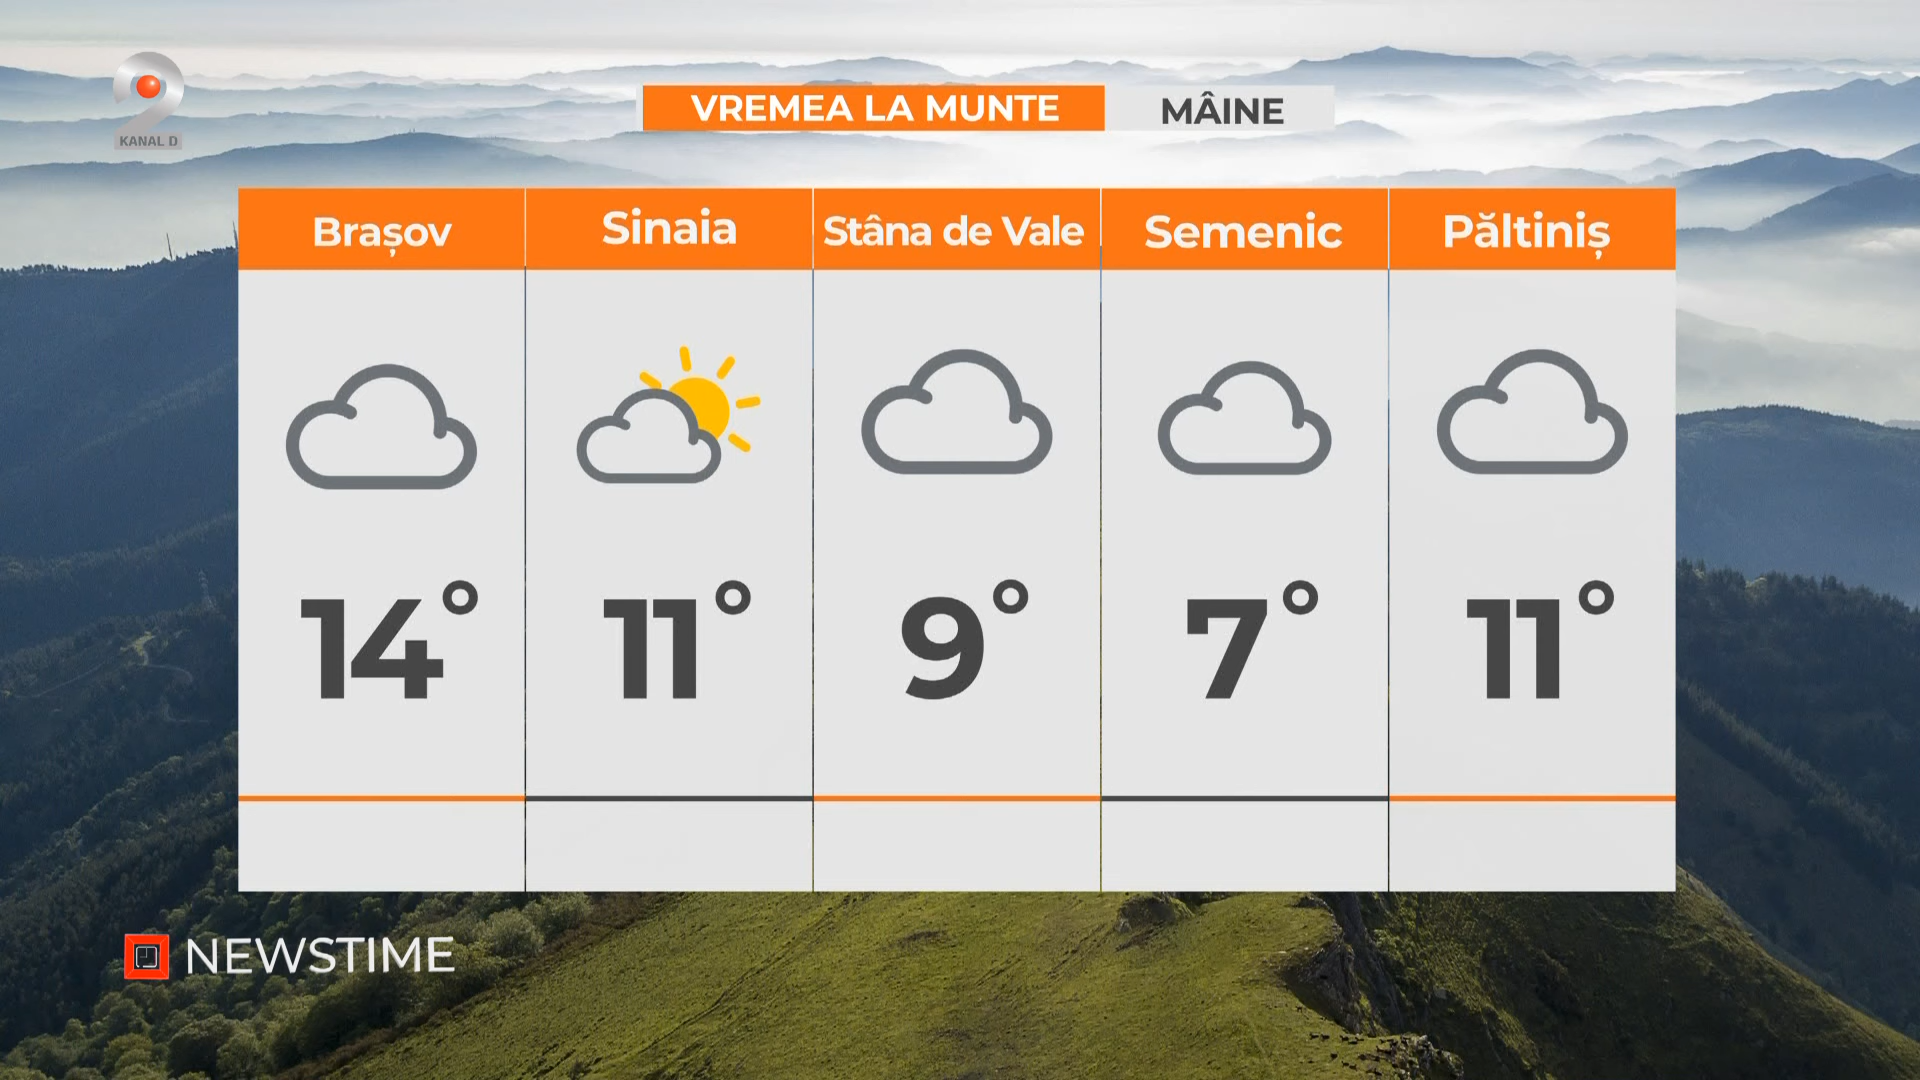 KANAL D
VREMEA LA MUNTE
MÂINE
Brașov
Sinaia
Stâna de Vale
Semenic
Păltiniș
14°
11°
9°
7°
11°
NEWSTIME